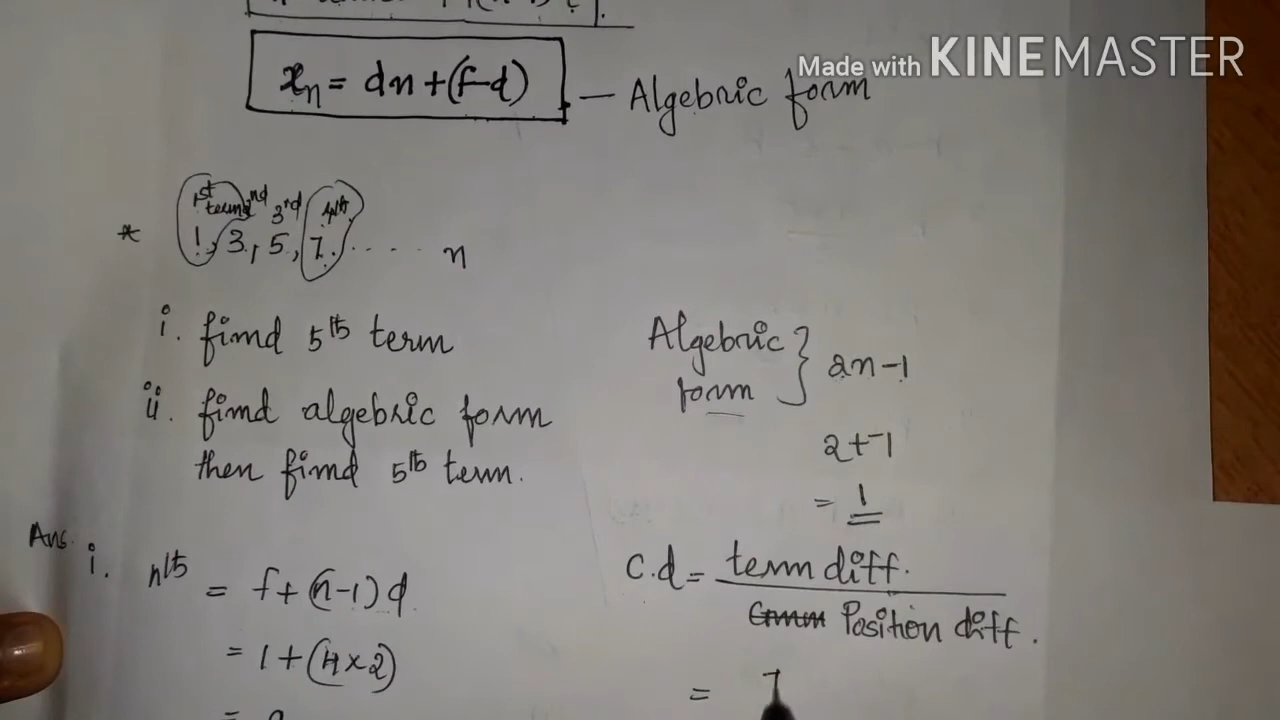 Made with KINEMASTER
xₙ = dn + (f-d) — Algebric form
1st term 2nd 3rd 4th
* 1, 3, 5, 7. . . . . n
i. find 5th term
ii. find algebric form
then find 5th term.
Algebric
form } 2n-1
2+-1
= 1
Ans.
i. nth = f+(n-1)d
= 1+(4×2)
=
c.d = term diff.
Position diff.
= 7